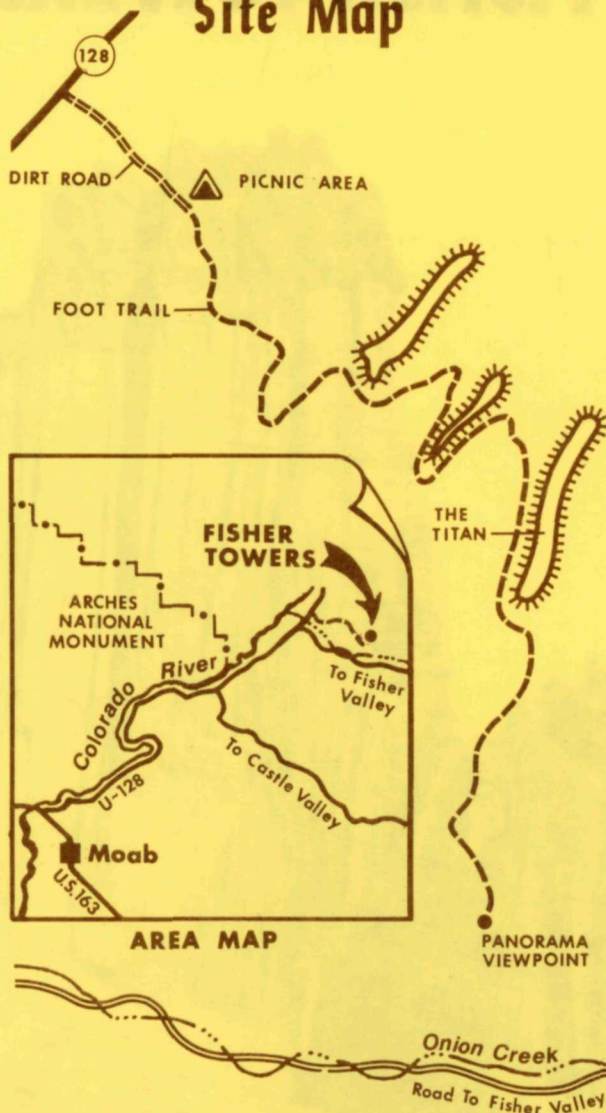 Site Map
128
DIRT ROAD
PICNIC AREA
FOOT TRAIL
THE
TITAN
FISHER
TOWERS
ARCHES
NATIONAL
MONUMENT
Colorado River
To Fisher
Valley
To Castle Valley
U-128
Moab
U.S.163
AREA MAP
PANORAMA
VIEWPOINT
Onion Creek
Road To Fisher Valley